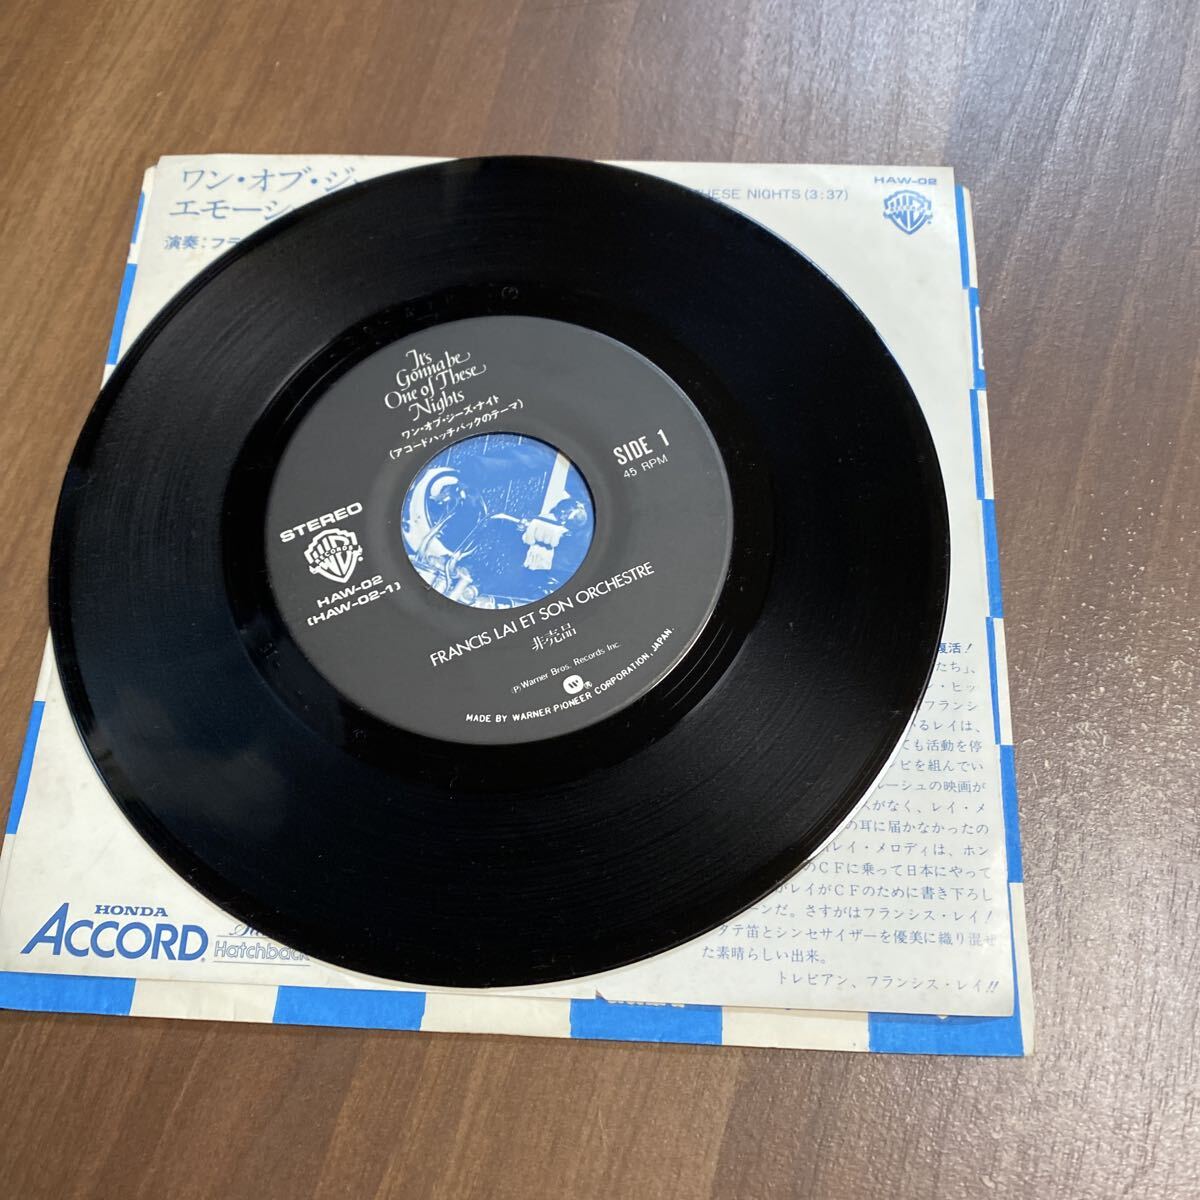 ワン・オブ・ジ
エモーシ
演奏:フラ
HESE NIGHTS (3:37)
HAW-02
It's
Gonna be
One of These
Nights
ワン・オブ・ジーズ・ナイト
(アコードハッチバックのテーマ)
SIDE 1
45 RPM
STEREO
RECORDS
HAW-02
(HAW-02-1)
FRANCIS LAI ET SON ORCHESTRE
非売品
Ⓟ Warner Bros. Records Inc.
MADE BY WARNER-PIONEER CORPORATION, JAPAN.
復活!
たち」、
ル・ヒッ
フランシ
いるレイは、
ても活動を停
ビを組んでい
ルーシュの映画が
がなく、レイ・メ
の耳に届かなかったの
レイ・メロディは、ホン
のCFに乗って日本にやって
がレイがCFのために書き下ろし
ーンだ。さすがはフランシス・レイ!
タテ笛とシンセサイザーを優美に織り混ぜ
た素晴らしい出来。
トレビアン、フランシス・レイ!!
HONDA
ACCORD
Hatchback